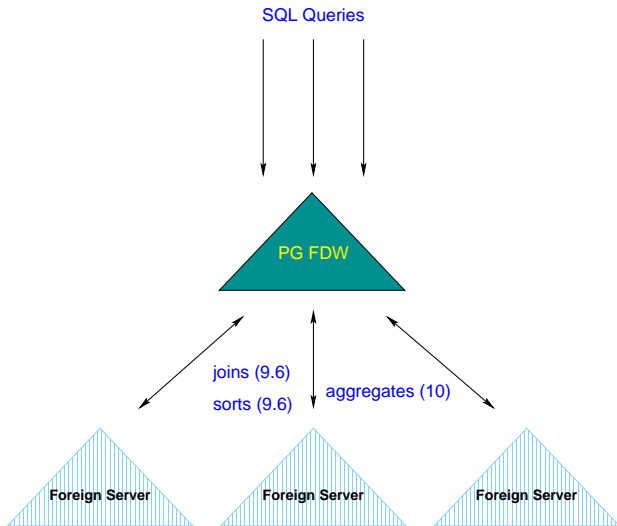 SQL Queries
PG FDW
joins (9.6)
sorts (9.6)
aggregates (10)
Foreign Server
Foreign Server
Foreign Server